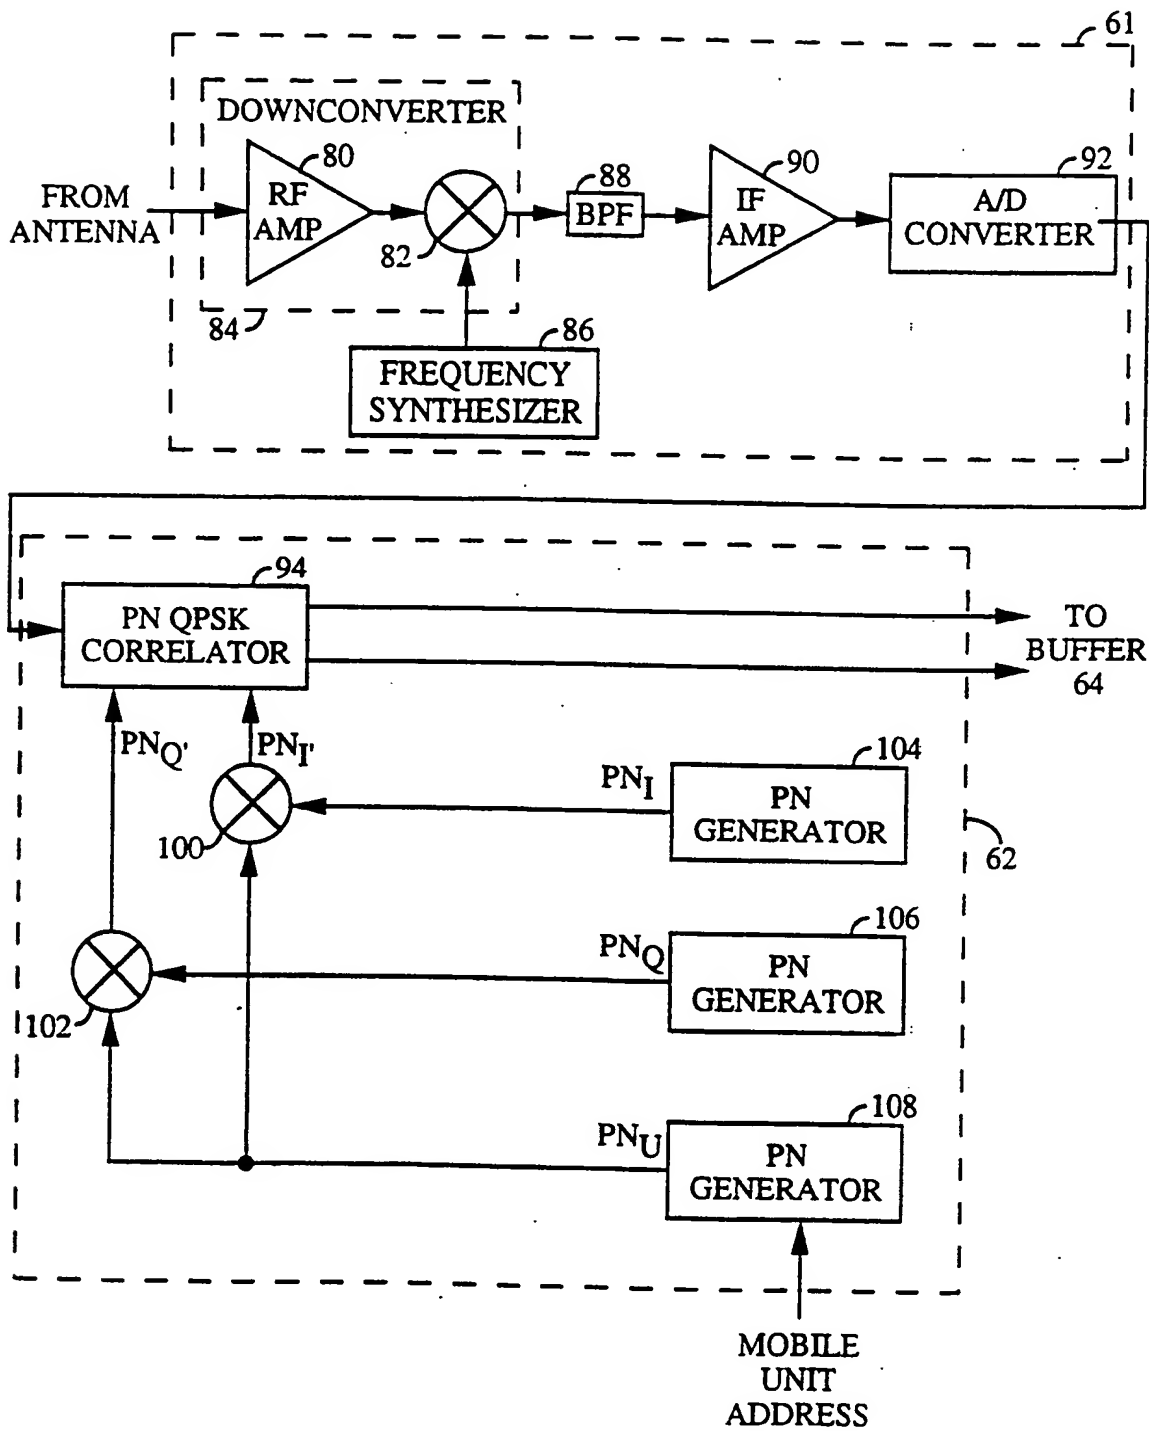 61
DOWNCONVERTER
80
90
92
88
FROM
ANTENNA
RF
AMP
82
BPF
IF
AMP
A/D
CONVERTER
84
86
FREQUENCY
SYNTHESIZER
94
PN QPSK
CORRELATOR
TO
BUFFER
64
PNQ'
PNI'
104
PNI
PN
GENERATOR
100
62
106
PNQ
PN
GENERATOR
102
108
PNU
PN
GENERATOR
MOBILE
UNIT
ADDRESS